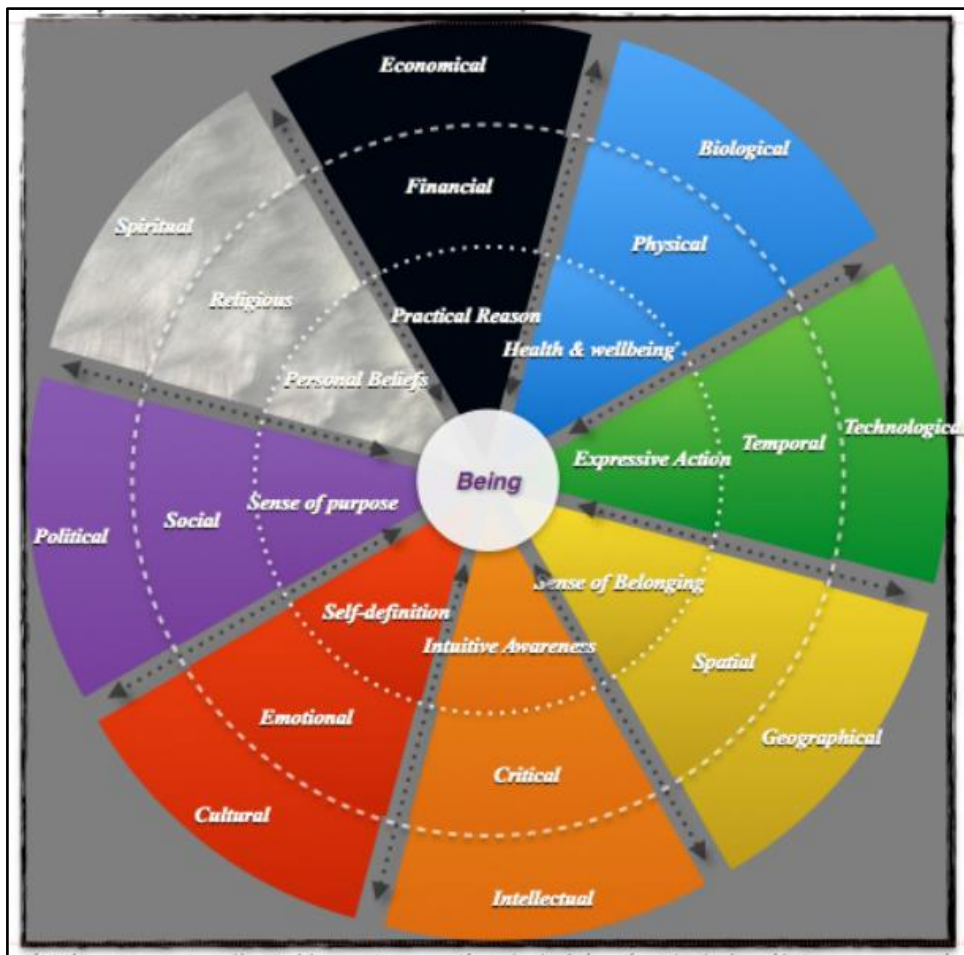 Economical
Financial
Practical Reason
Biological
Physical
Health & wellbeing
Technological
Temporal
Expressive Action
Geographical
Spatial
Sense of Belonging
Intellectual
Critical
Intuitive Awareness
Cultural
Emotional
Self-definition
Political
Social
Sense of purpose
Spiritual
Religious
Personal Beliefs
Being